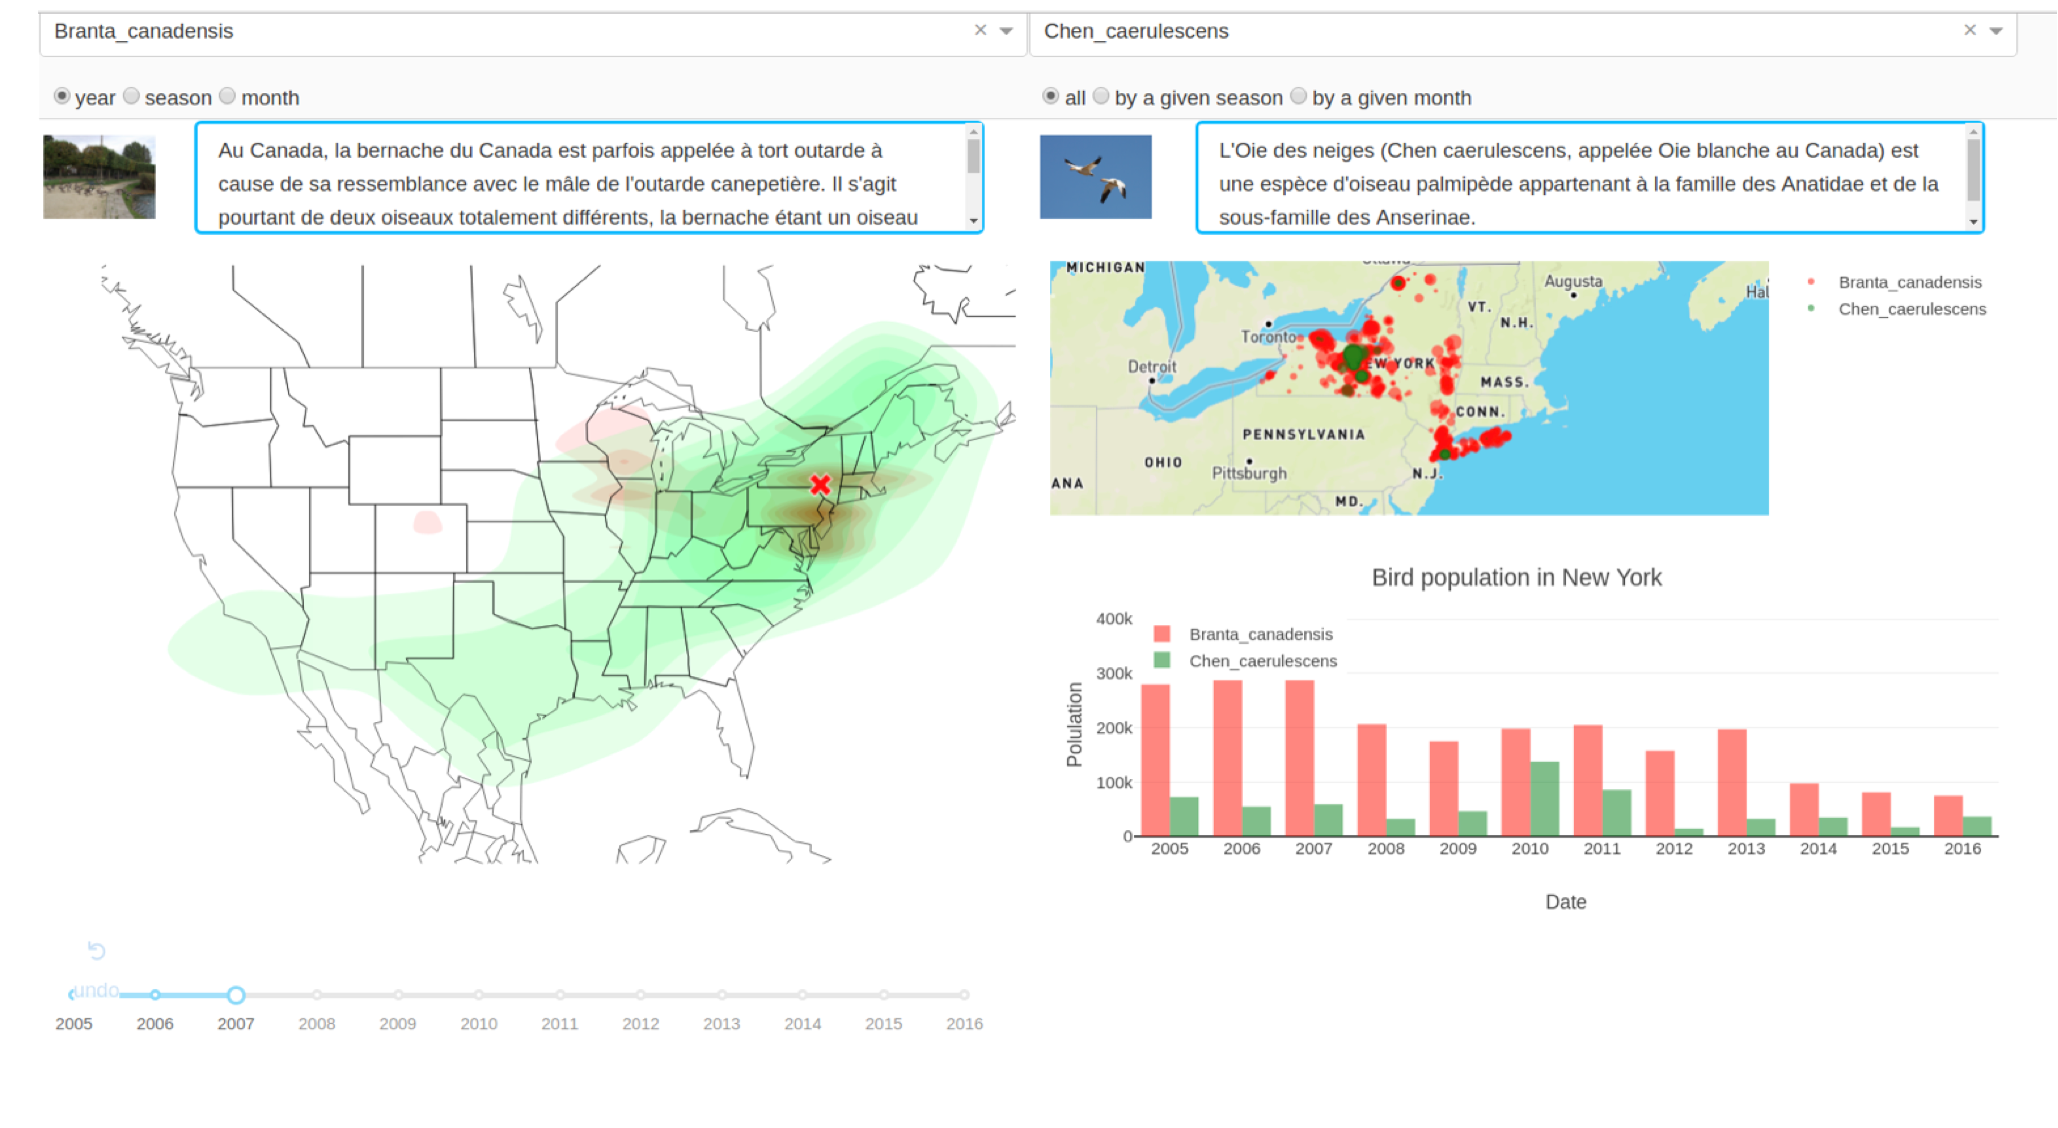 Branta_canadensis
Chen_caerulescens
year season month
all by a given season by a given month
Au Canada, la bernache du Canada est parfois appelée à tort outarde à
cause de sa ressemblance avec le mâle de l'outarde canepetière. Il s'agit
pourtant de deux oiseaux totalement différents, la bernache étant un oiseau
L'Oie des neiges (Chen caerulescens, appelée Oie blanche au Canada) est
une espèce d'oiseau palmipède appartenant à la famille des Anatidae et de la
sous-famille des Anserinae.
MICHIGAN
Augusta
Hal
VT.
N.H.
Toronto
Detroit
EW YORK
MASS.
CONN.
PENNSYLVANIA
OHIO
Pittsburgh
N.J.
ANA
MD.
Branta_canadensis
Chen_caerulescens
Bird population in New York
400k
300k
200k
100k
0
Polulation
Branta_canadensis
Chen_caerulescens
2005 2006 2007 2008 2009 2010 2011 2012 2013 2014 2015 2016
Date
undo
2005 2006 2007 2008 2009 2010 2011 2012 2013 2014 2015 2016